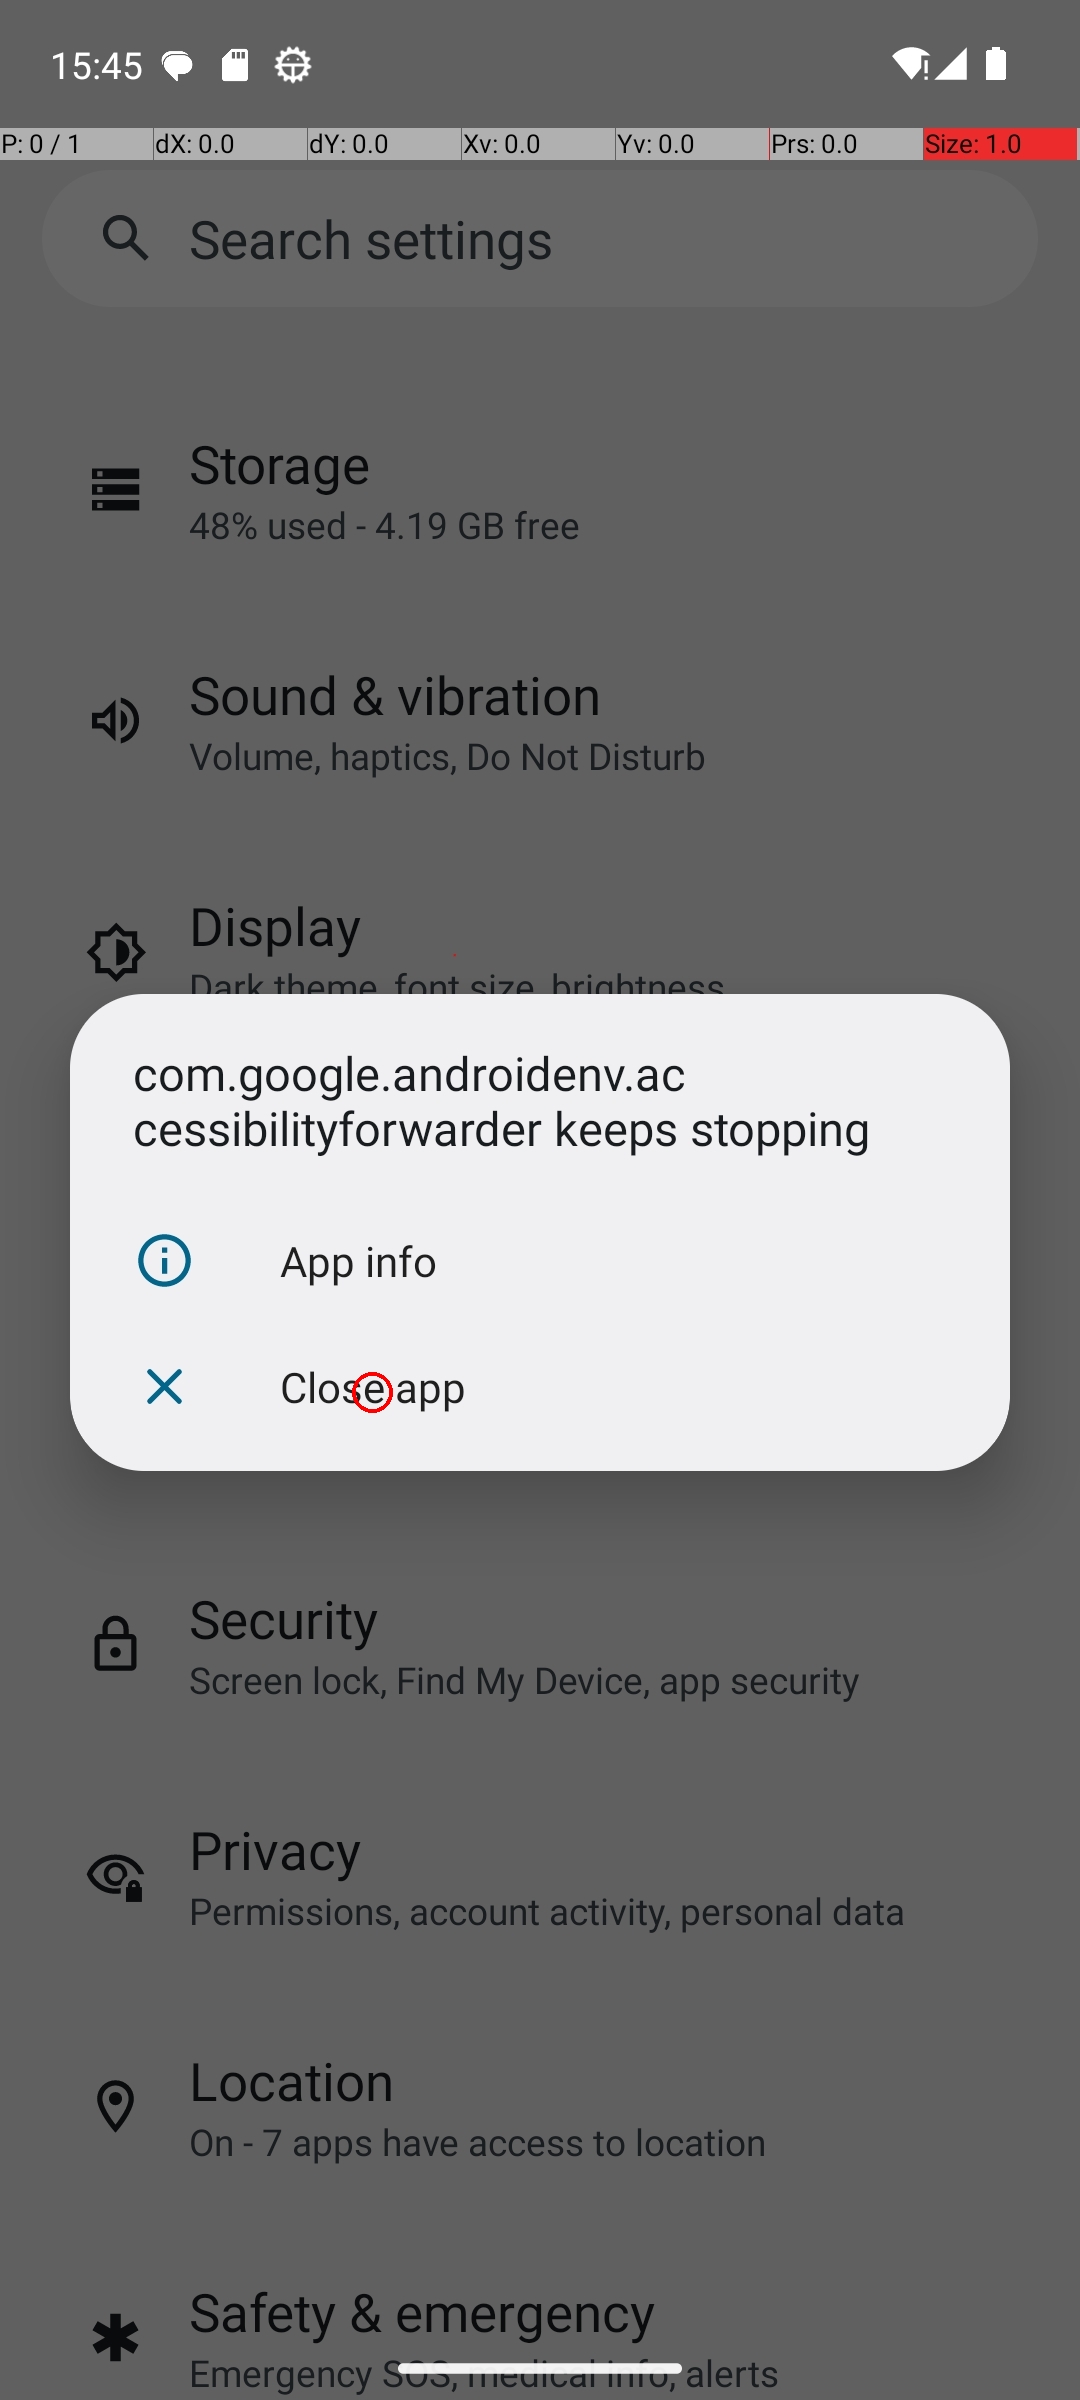 15:45
P: 0 / 1 dX: 0.0 dY: 0.0 Xv: 0.0 Yv: 0.0 Prs: 0.0 Size: 1.0
Search settings
Storage
48% used - 4.19 GB free
Sound & vibration
Volume, haptics, Do Not Disturb
Display
Dark theme, font size, brightness
com.google.androidenv.ac
cessibilityforwarder keeps stopping
App info
Close app
Security
Screen lock, Find My Device, app security
Privacy
Permissions, account activity, personal data
Location
On - 7 apps have access to location
Safety & emergency
Emergency SOS, medical info, alerts